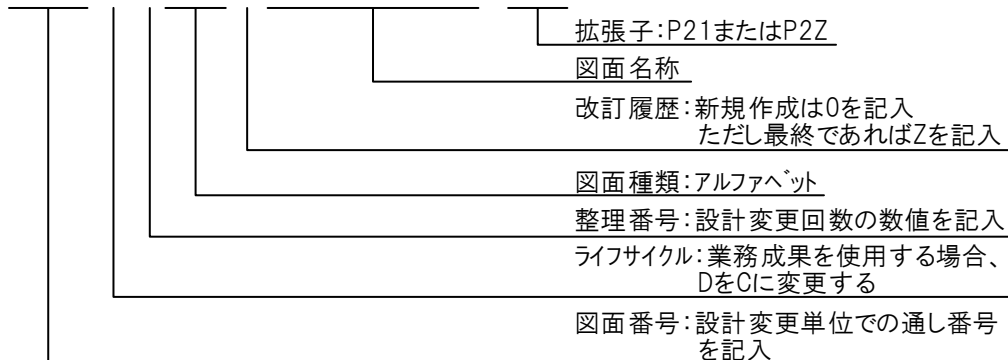 拡張子:P21またはP2Z
図面名称
改訂履歴:新規作成は0を記入
ただし最終であればZを記入
図面種類:アルファベット
整理番号:設計変更回数の数値を記入
ライフサイクル:業務成果を使用する場合、
DをCに変更する
図面番号:設計変更単位での通し番号
を記入